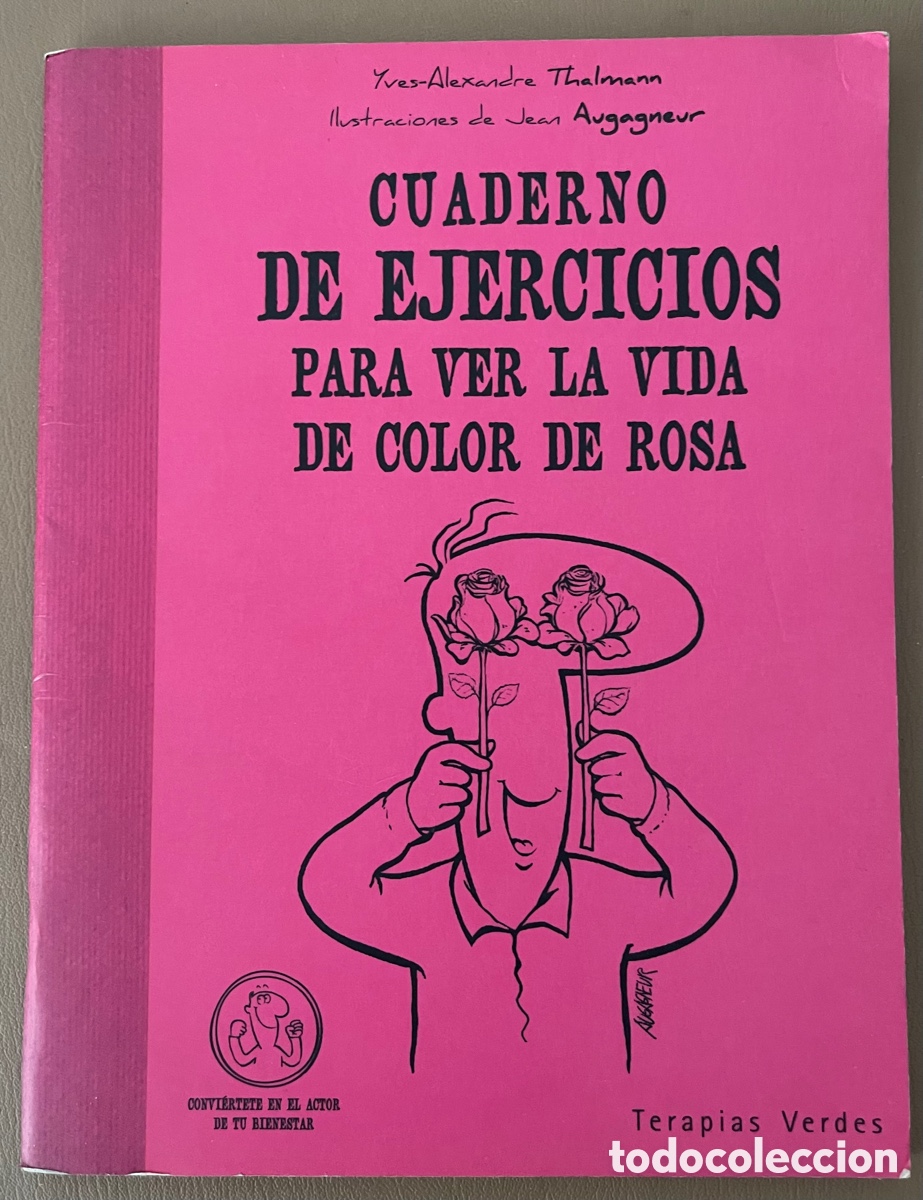 Yves-Alexandre Thalmann
Ilustraciones de Jean Augagneur
CUADERNO
DE EJERCICIOS
PARA VER LA VIDA
DE COLOR DE ROSA
AUGAGNEUR
CONVIÉRTETE EN EL ACTOR
DE TU BIENESTAR
Terapias Verdes
todocoleccion